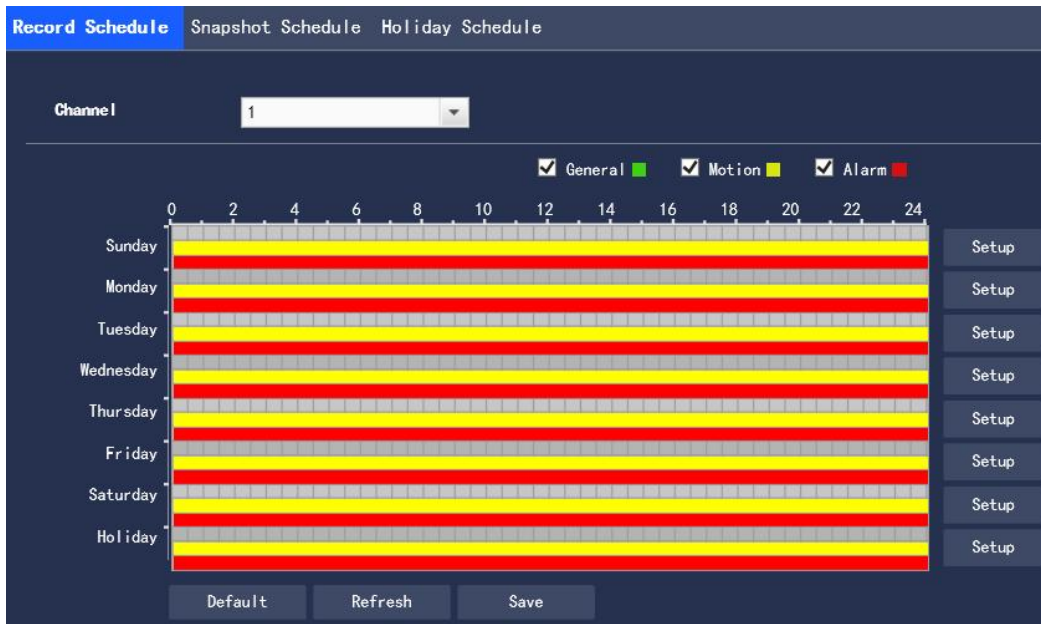 Record Schedule Snapshot Schedule Holiday Schedule
Channel 1
General Motion Alarm
0 2 4 6 8 10 12 14 16 18 20 22 24
Sunday Setup
Monday Setup
Tuesday Setup
Wednesday Setup
Thursday Setup
Friday Setup
Saturday Setup
Holiday Setup
Default Refresh Save